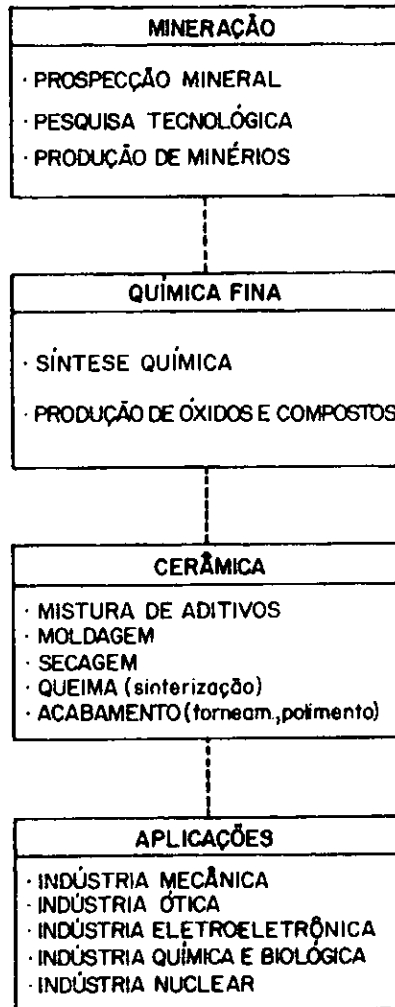 MINERAÇÃO
· PROSPECÇÃO MINERAL
· PESQUISA TECNOLÓGICA
· PRODUÇÃO DE MINÉRIOS
QUÍMICA FINA
· SÍNTESE QUÍMICA
· PRODUÇÃO DE ÓXIDOS E COMPOSTOS
CERÂMICA
· MISTURA DE ADITIVOS
· MOLDAGEM
· SECAGEM
· QUEIMA (sinterização)
· ACABAMENTO (torneam., polimento)
APLICAÇÕES
· INDÚSTRIA MECÂNICA
· INDÚSTRIA ÓTICA
· INDÚSTRIA ELETROELETRÔNICA
· INDÚSTRIA QUÍMICA E BIOLÓGICA
· INDÚSTRIA NUCLEAR